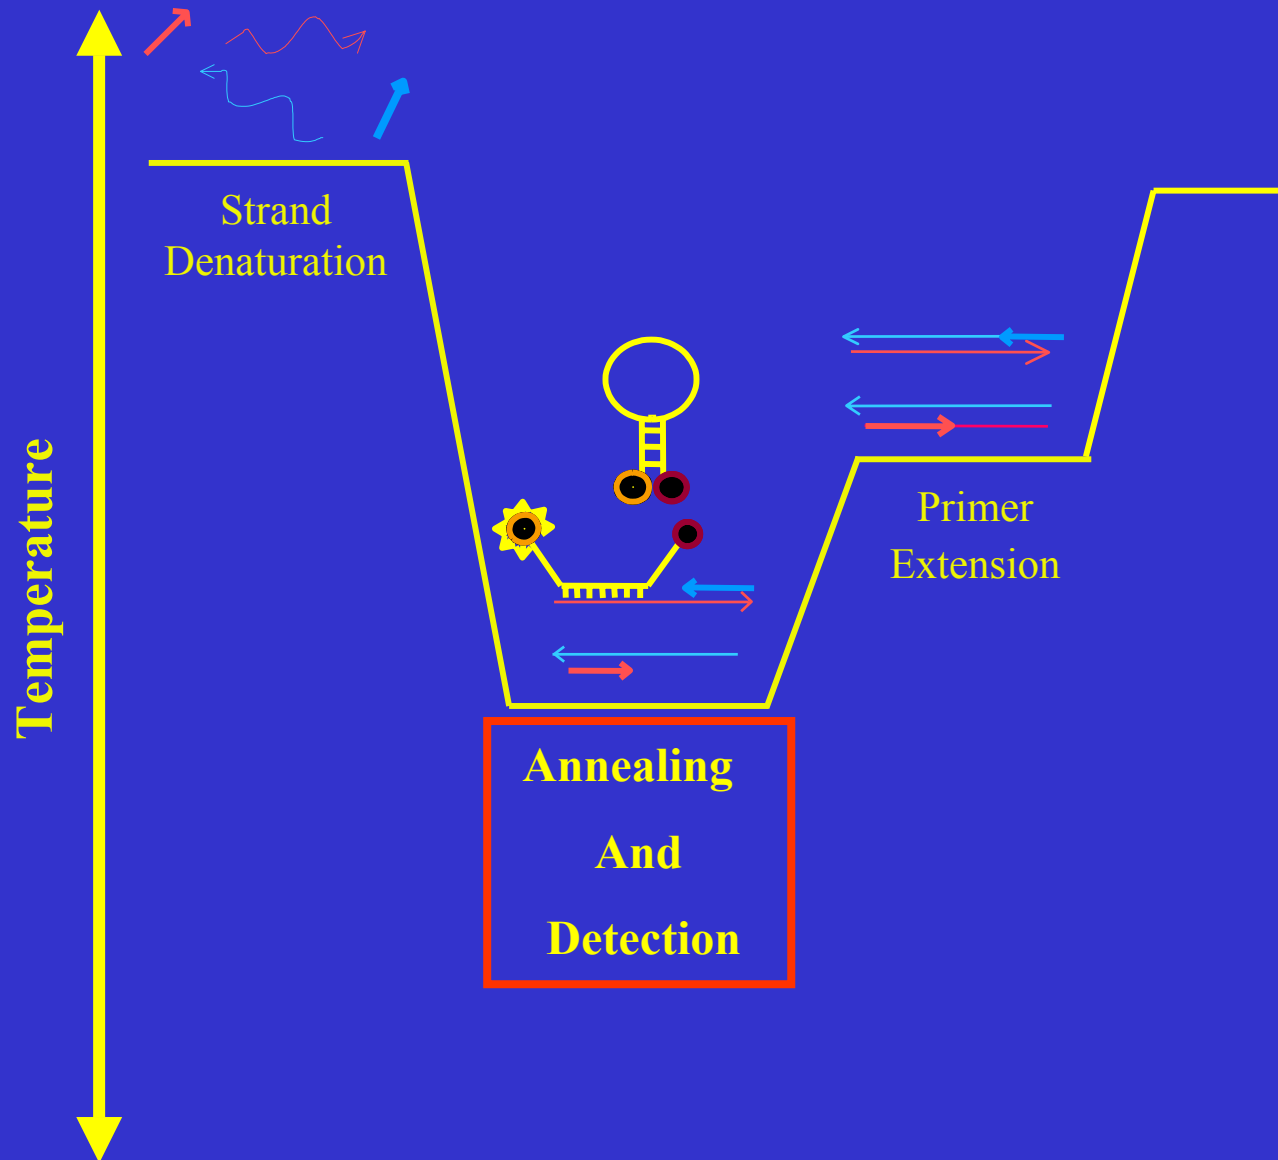 Temperature
Strand
Denaturation
Primer
Extension
Annealing
And
Detection